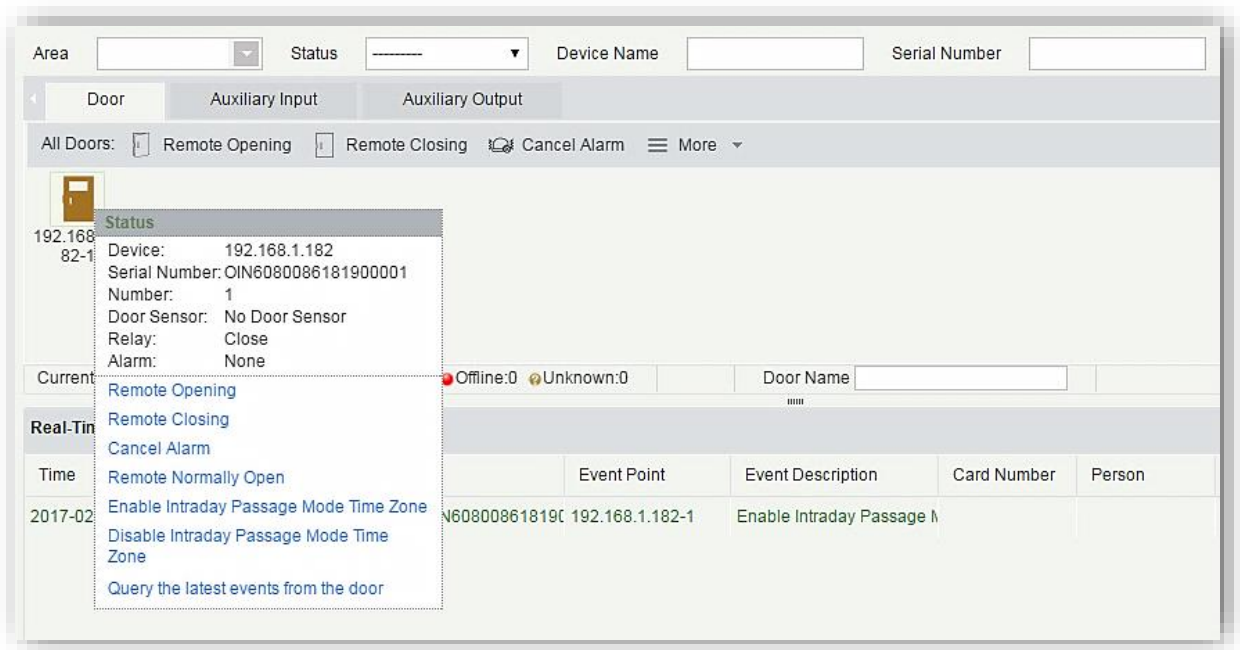 Area Status --------- Device Name Serial Number
Door Auxiliary Input Auxiliary Output
All Doors: Remote Opening Remote Closing Cancel Alarm More
192.168
82-1
Status
Device: 192.168.1.182
Serial Number: OIN6080086181900001
Number: 1
Door Sensor: No Door Sensor
Relay: Close
Alarm: None
Remote Opening
Remote Closing
Cancel Alarm
Remote Normally Open
Enable Intraday Passage Mode Time Zone
Disable Intraday Passage Mode Time
Zone
Query the latest events from the door
Current Offline:0 Unknown:0 Door Name
Real-Tim
Time Event Point Event Description Card Number Person
2017-02 N608008618190 192.168.1.182-1 Enable Intraday Passage M